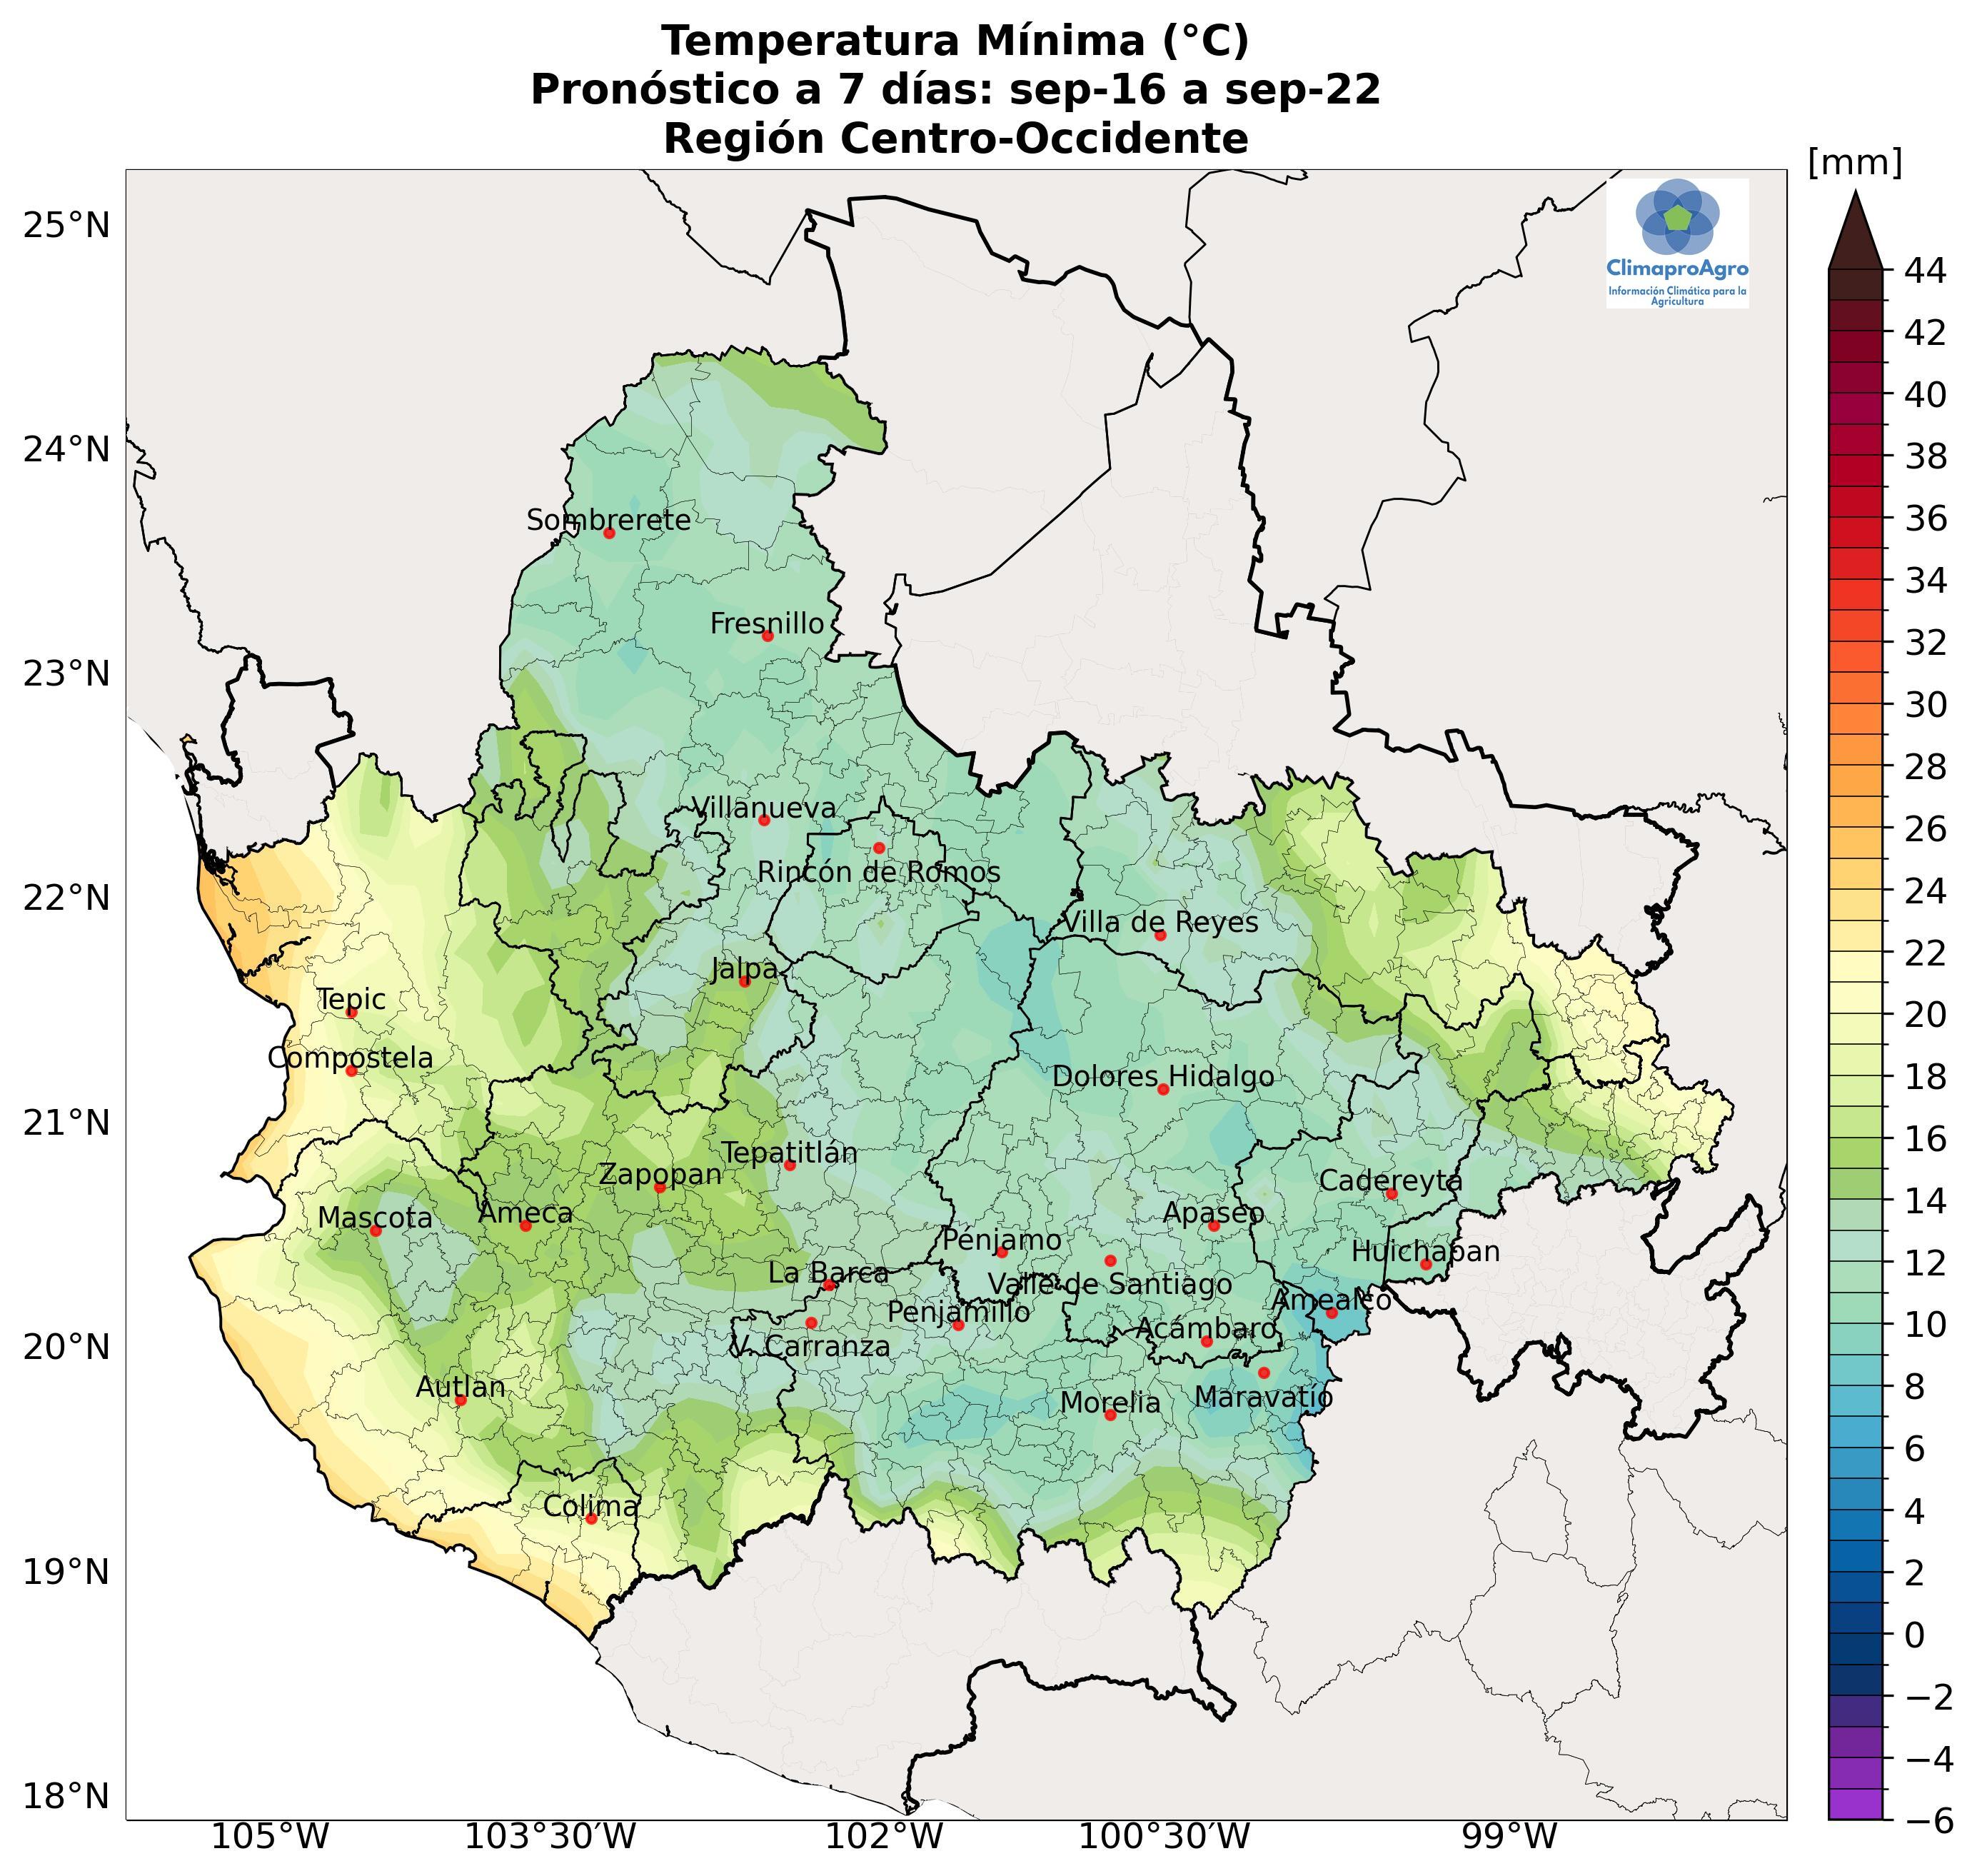 Temperatura Mínima (°C)
Pronóstico a 7 días: sep-16 a sep-22
Región Centro-Occidente
[mm]
ClimaproAgro
Información Climática para la
Agricultura
25°N
24°N
23°N
22°N
21°N
20°N
19°N
18°N
44
42
40
38
36
34
32
30
28
26
24
22
20
18
16
14
12
10
8
6
4
2
0
−2
−4
−6
Sombrerete
Fresnillo
Villanueva
Rincón de Romos
Villa de Reyes
Jalpa
Tepic
Compostela
Dolores Hidalgo
Tepatitlán
Zapopan
Cadereyta
Mascota
Ameca
Apaseo
Pénjamo
Huichapan
La Barca
Valle de Santiago
Amealco
Penjamillo
Acámbaro
V. Carranza
Autlan
Morelia
Maravatío
Colima
105°W
103°30′W
102°W
100°30′W
99°W